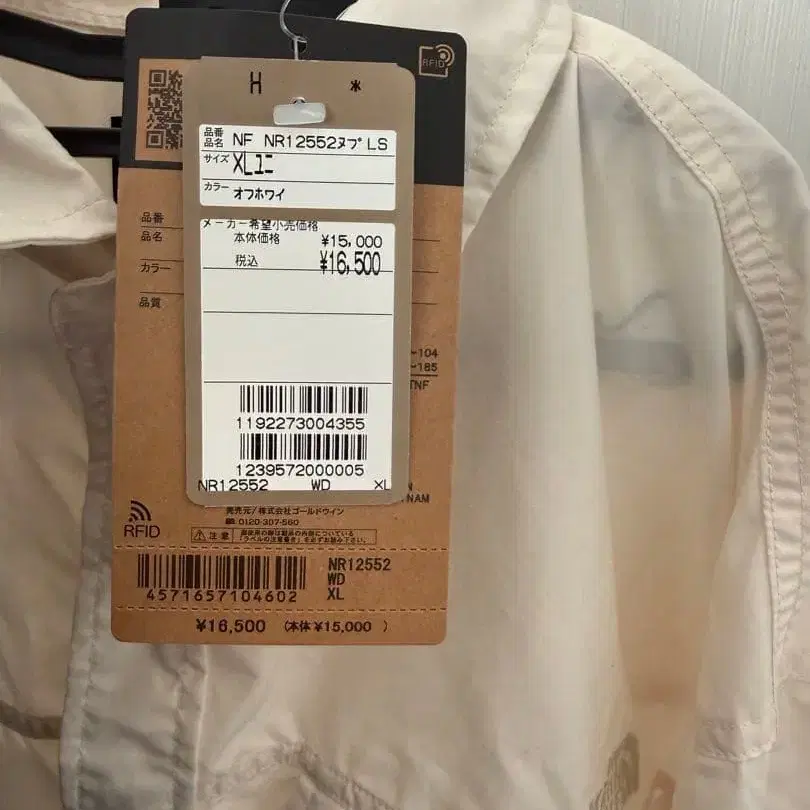 RFID
H 米
品番
品名 NF NR12552ヌプLS
サイズ XLユニ
カラー オフホワイ
メーカー希望小売価格
本体価格 ¥15,000
税込 ¥16,500
1192273004355
1239572000005
NR12552 WD XL
品番
品名
カラー
品質
~104
~185
TNF
NAM
RFID
発売元/株式会社ゴールドウイン
0120-307-560
注意
4571657104602
NR12552
WD
XL
¥16,500 (本体 ¥15,000 )